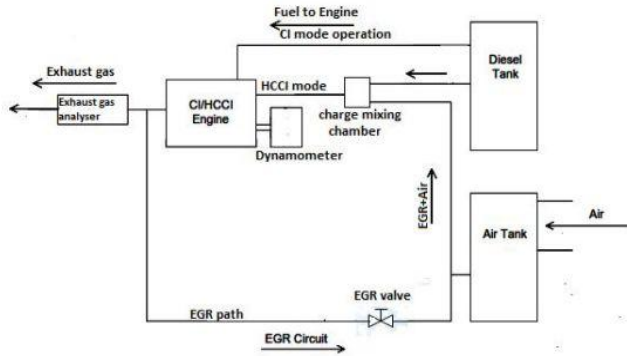 Fuel to Engine
CI mode operation
Diesel
Tank
Exhaust gas
HCCI mode
Exhaust gas
analyser
CI/HCCI
Engine
charge mixing
chamber
Dynamometer
EGR+Air
Air
Air Tank
EGR valve
EGR path
EGR Circuit